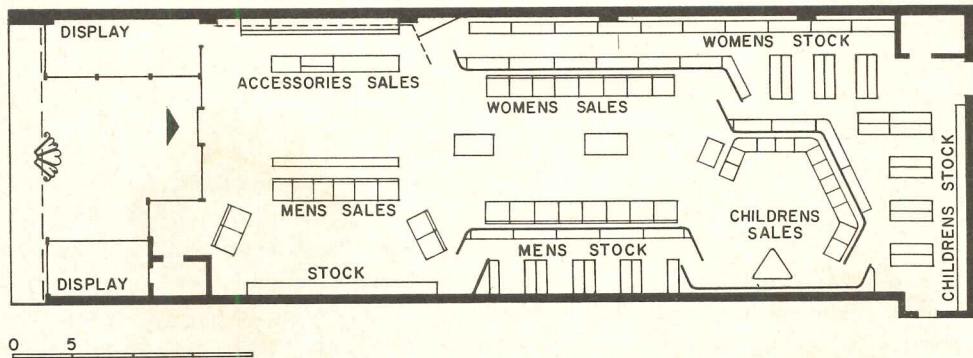 DISPLAY
WOMENS STOCK
ACCESSORIES SALES
WOMENS SALES
MENS SALES
CHILDRENS
SALES
CHILDRENS STOCK
MENS STOCK
STOCK
DISPLAY
0 5